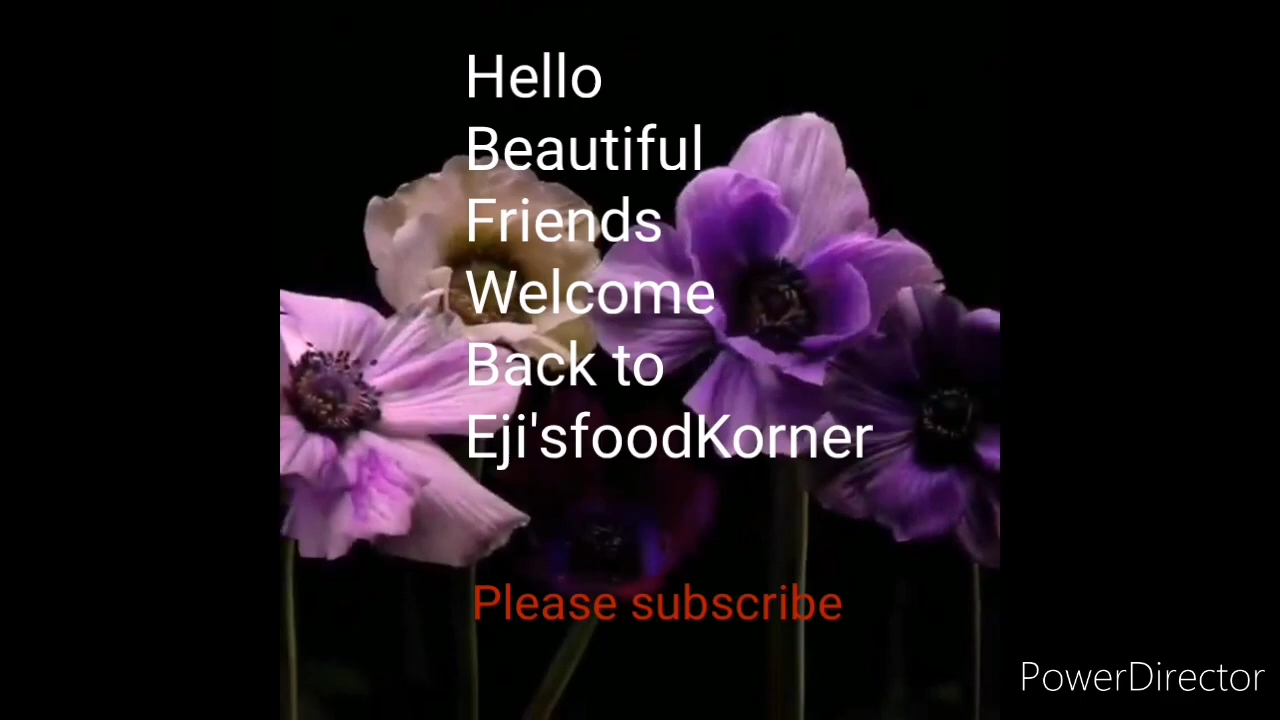 Hello
Beautiful
Friends
Welcome
Back to
Eji'sfoodKorner
Please subscribe
PowerDirector